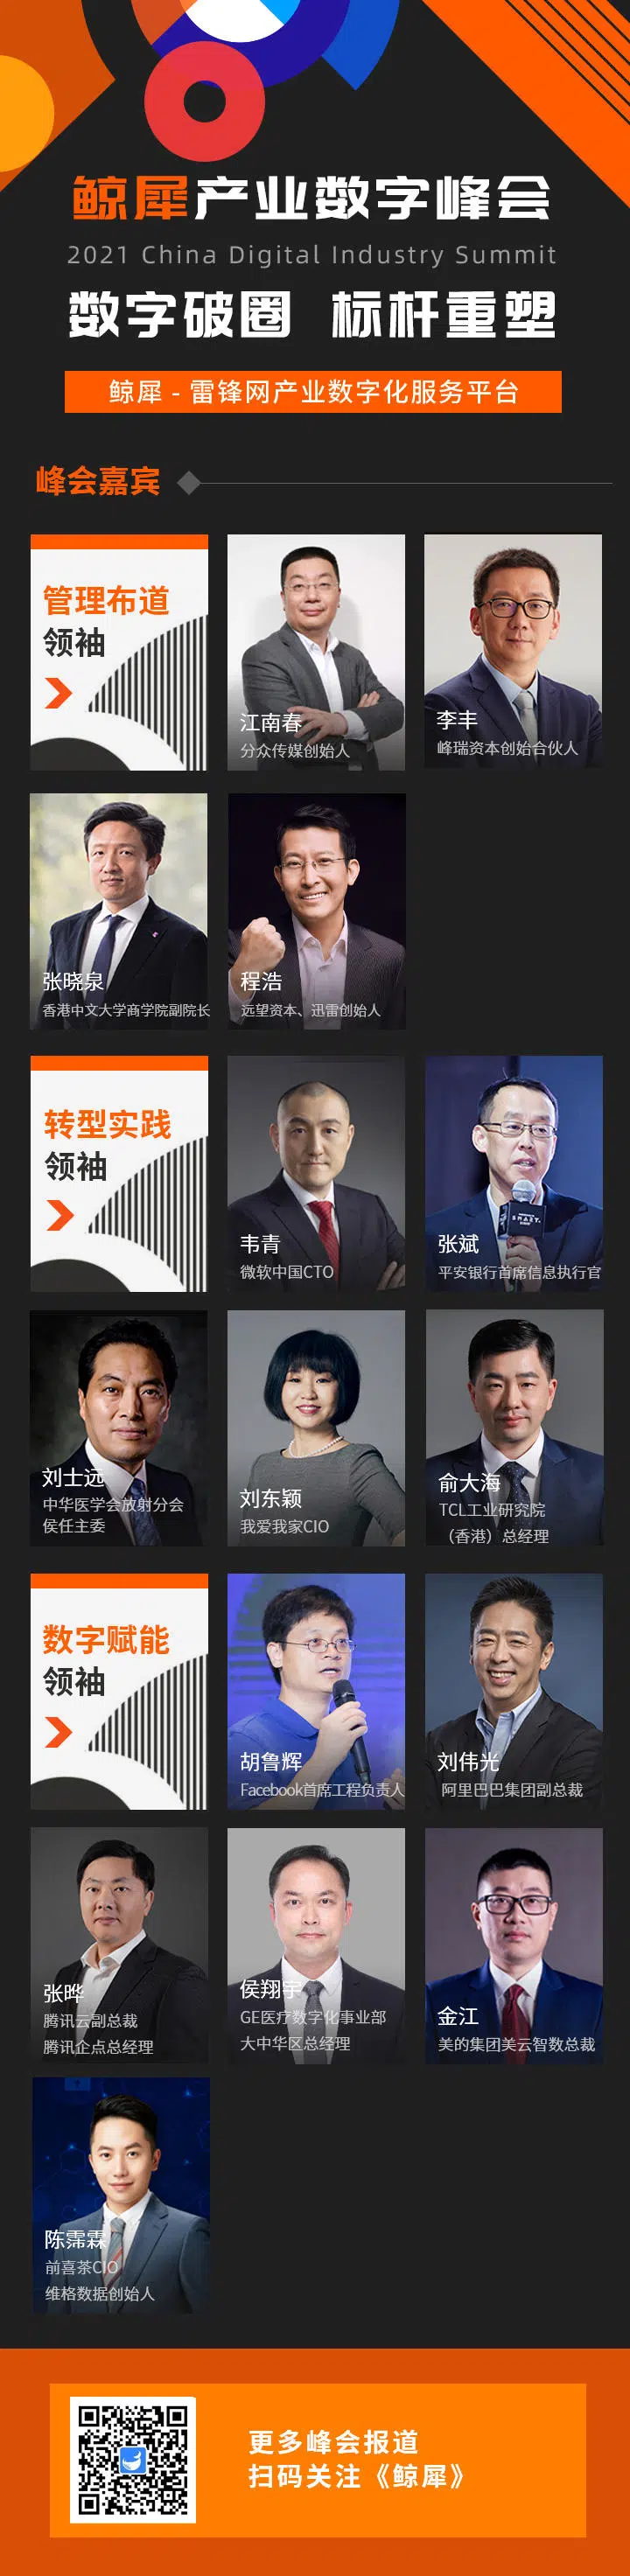 鲸犀产业数字峰会
2021 China Digital Industry Summit
数字破圈 标杆重塑
鲸犀 - 雷锋网产业数字化服务平台
峰会嘉宾
管理布道
领袖
江南春
分众传媒创始人
李丰
峰瑞资本创始合伙人
张晓泉
香港中文大学商学院副院长
程浩
远望资本、迅雷创始人
转型实践
领袖
韦青
微软中国CTO
张斌
平安银行首席信息执行官
刘士远
中华医学会放射分会
侯任主委
刘东颖
我爱我家CIO
俞大海
TCL工业研究院
（香港）总经理
数字赋能
领袖
胡鲁辉
Facebook首席工程负责人
刘伟光
阿里巴巴集团副总裁
张晔
腾讯云副总裁
腾讯企点总经理
侯翔宇
GE医疗数字化事业部
大中华区总经理
金江
美的集团美云智数总裁
陈霈霖
前喜茶CIO
维格数据创始人
更多峰会报道
扫码关注《鲸犀》